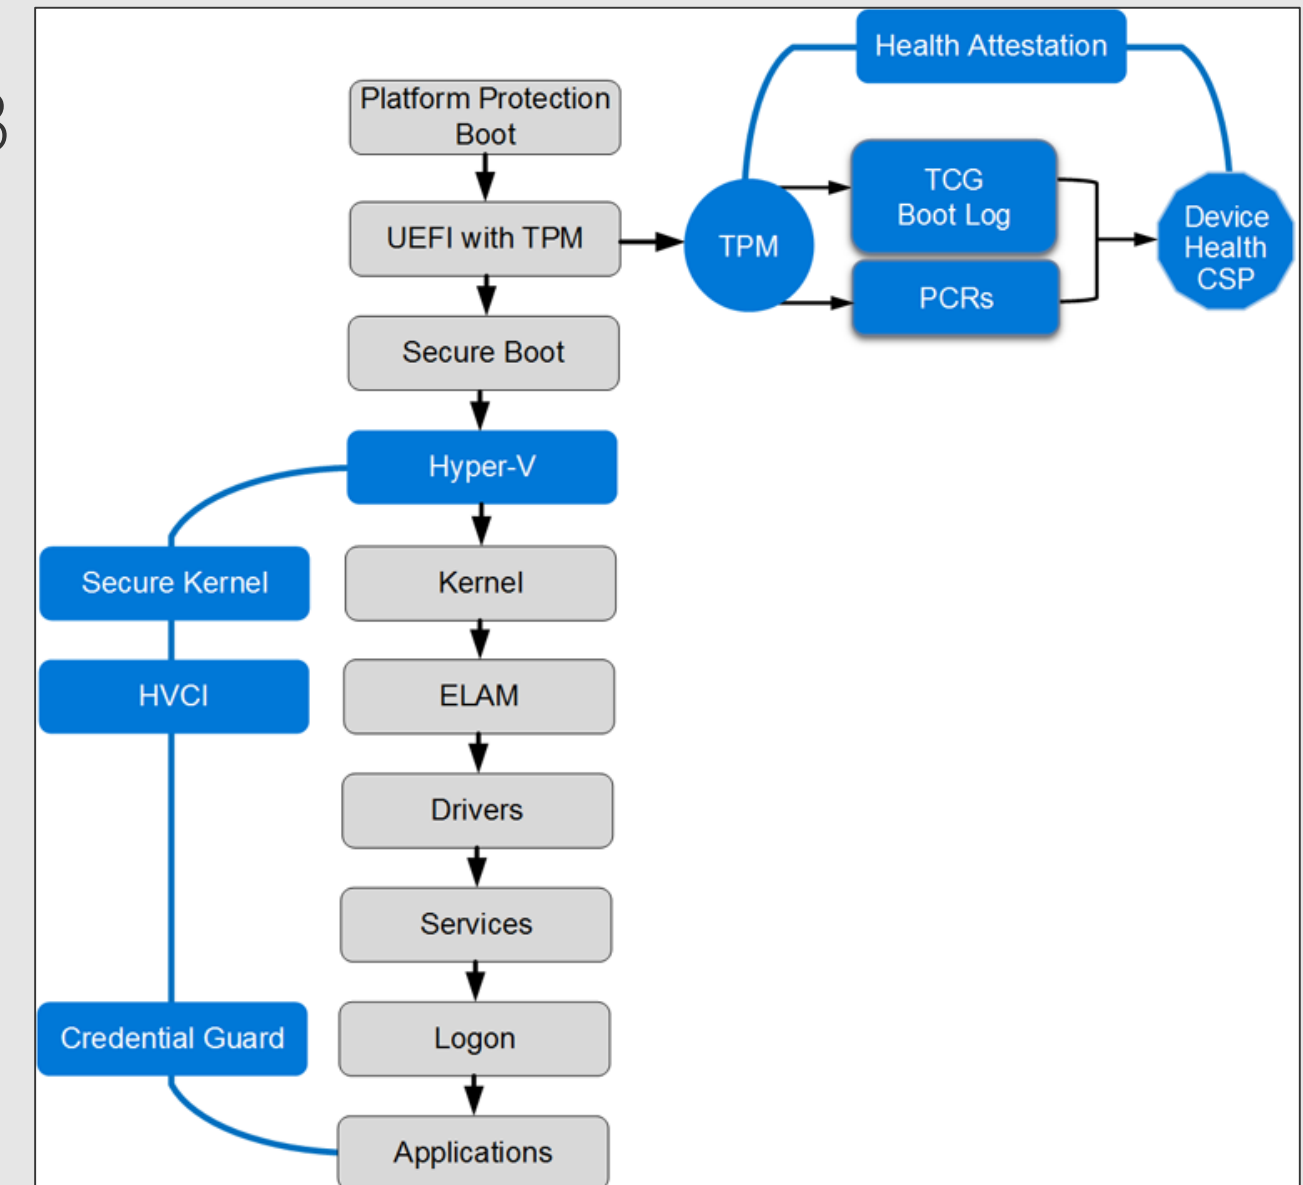 Health Attestation
Platform Protection
Boot
TCG
Boot Log
Device
Health
CSP
UEFI with TPM
TPM
PCRs
Secure Boot
Hyper-V
Secure Kernel
Kernel
HVCI
ELAM
Drivers
Services
Credential Guard
Logon
Applications